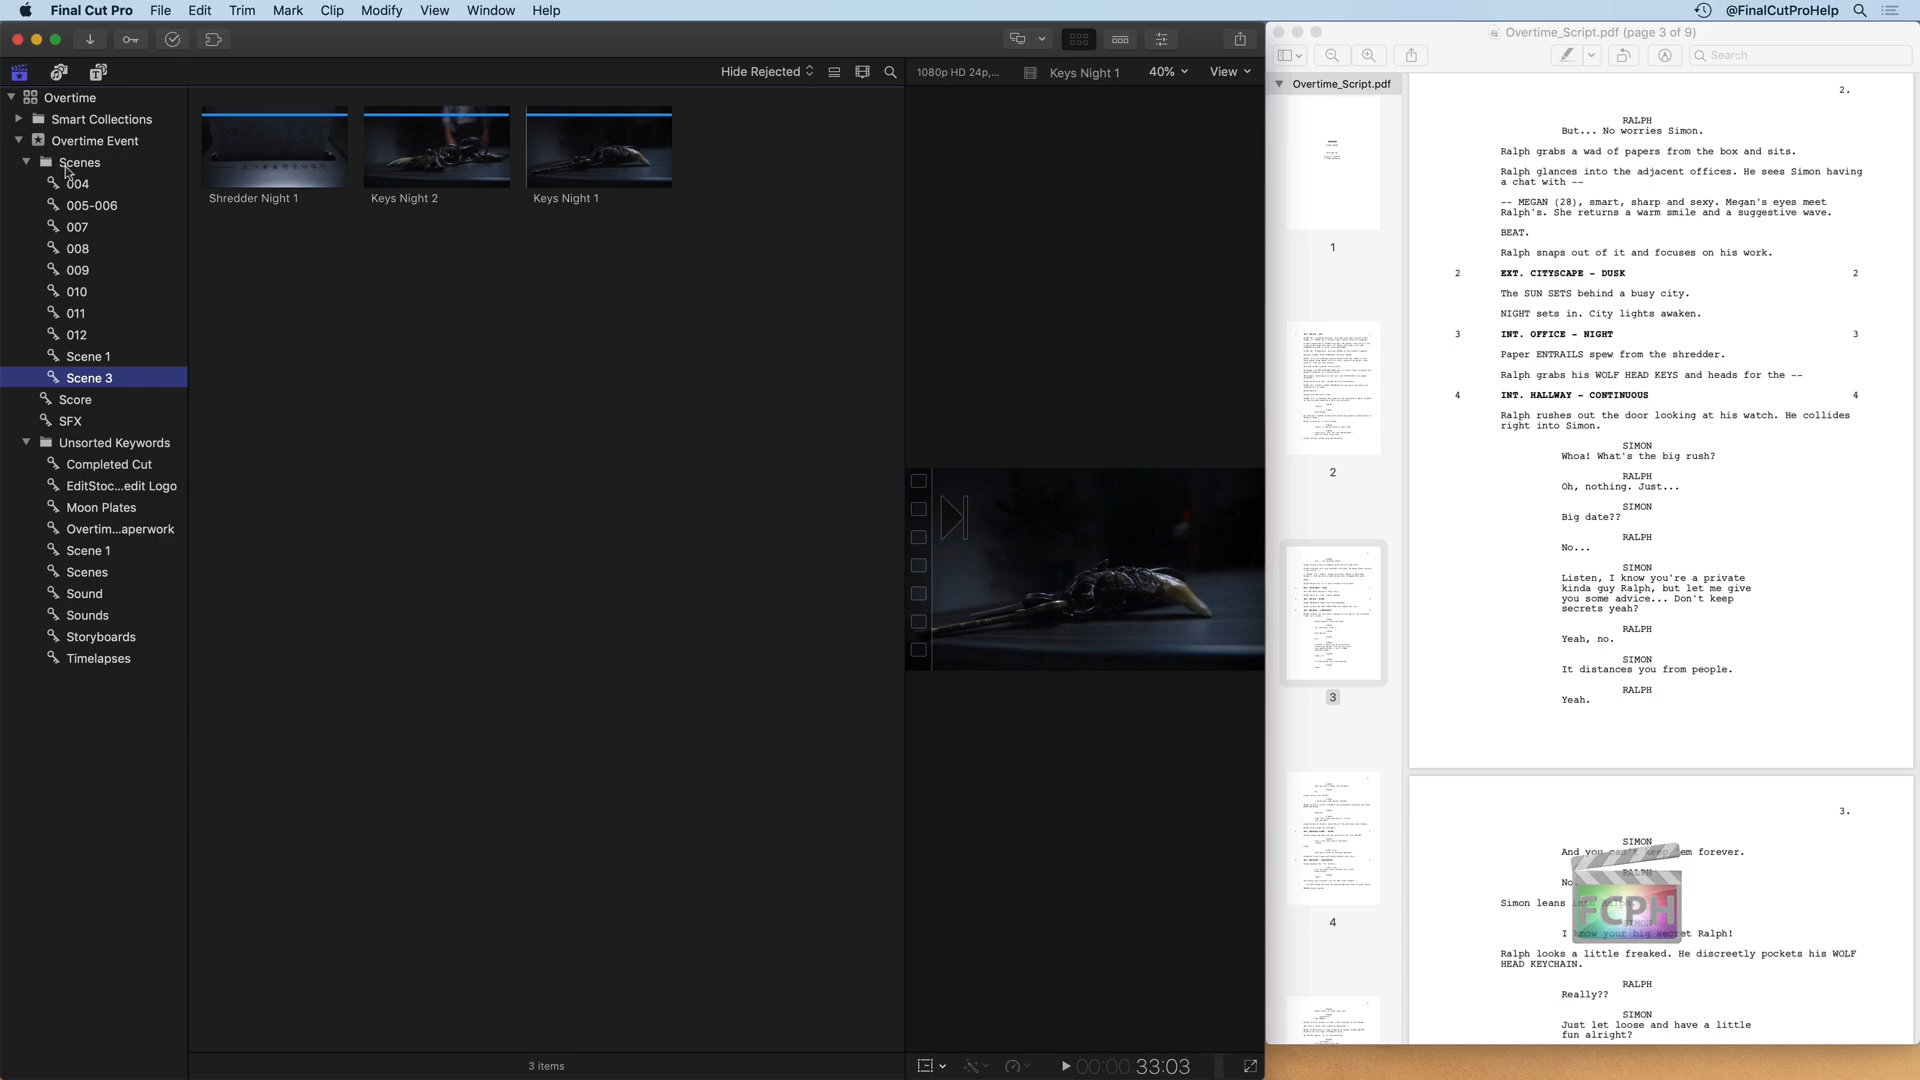 Final Cut Pro File Edit Trim Mark Clip Modify View Window Help
@FinalCutProHelp
Hide Rejected
1080p HD 24p,... Keys Night 1 40% View
Overtime
Smart Collections
Overtime Event
Scenes
004
005-006
007
008
009
010
011
012
Scene 1
Scene 3
Score
SFX
Unsorted Keywords
Completed Cut
EditStoc...edit Logo
Moon Plates
Overtim...aperwork
Scene 1
Scenes
Sound
Sounds
Storyboards
Timelapses
Shredder Night 1 Keys Night 2 Keys Night 1
3 items
00:00:33:03
Overtime_Script.pdf (page 3 of 9)
Search
Overtime_Script.pdf
1
2
3
4
2.
RALPH
But... No worries Simon.
Ralph grabs a wad of papers from the box and sits.
Ralph glances into the adjacent offices. He sees Simon having
a chat with --
-- MEGAN (28), smart, sharp and sexy. Megan's eyes meet
Ralph's. She returns a warm smile and a suggestive wave.
BEAT.
Ralph snaps out of it and focuses on his work.
2 EXT. CITYSCAPE - DUSK 2
The SUN SETS behind a busy city.
NIGHT sets in. City lights awaken.
3 INT. OFFICE - NIGHT 3
Paper ENTRAILS spew from the shredder.
Ralph grabs his WOLF HEAD KEYS and heads for the --
4 INT. HALLWAY - CONTINUOUS 4
Ralph rushes out the door looking at his watch. He collides
right into Simon.
SIMON
Whoa! What's the big rush?
RALPH
Oh, nothing. Just...
SIMON
Big date??
RALPH
No...
SIMON
Listen, I know you're a private
kinda guy Ralph, but let me give
you some advice... Don't keep
secrets yeah?
RALPH
Yeah, no.
SIMON
It distances you from people.
RALPH
Yeah.
3.
SIMON
And you can't keep em forever.
RALPH
No.
Simon leans into Ralph.
SIMON
I know your big secret Ralph!
FCPH
Ralph looks a little freaked. He discreetly pockets his WOLF
HEAD KEYCHAIN.
RALPH
Really??
SIMON
Just let loose and have a little
fun alright?